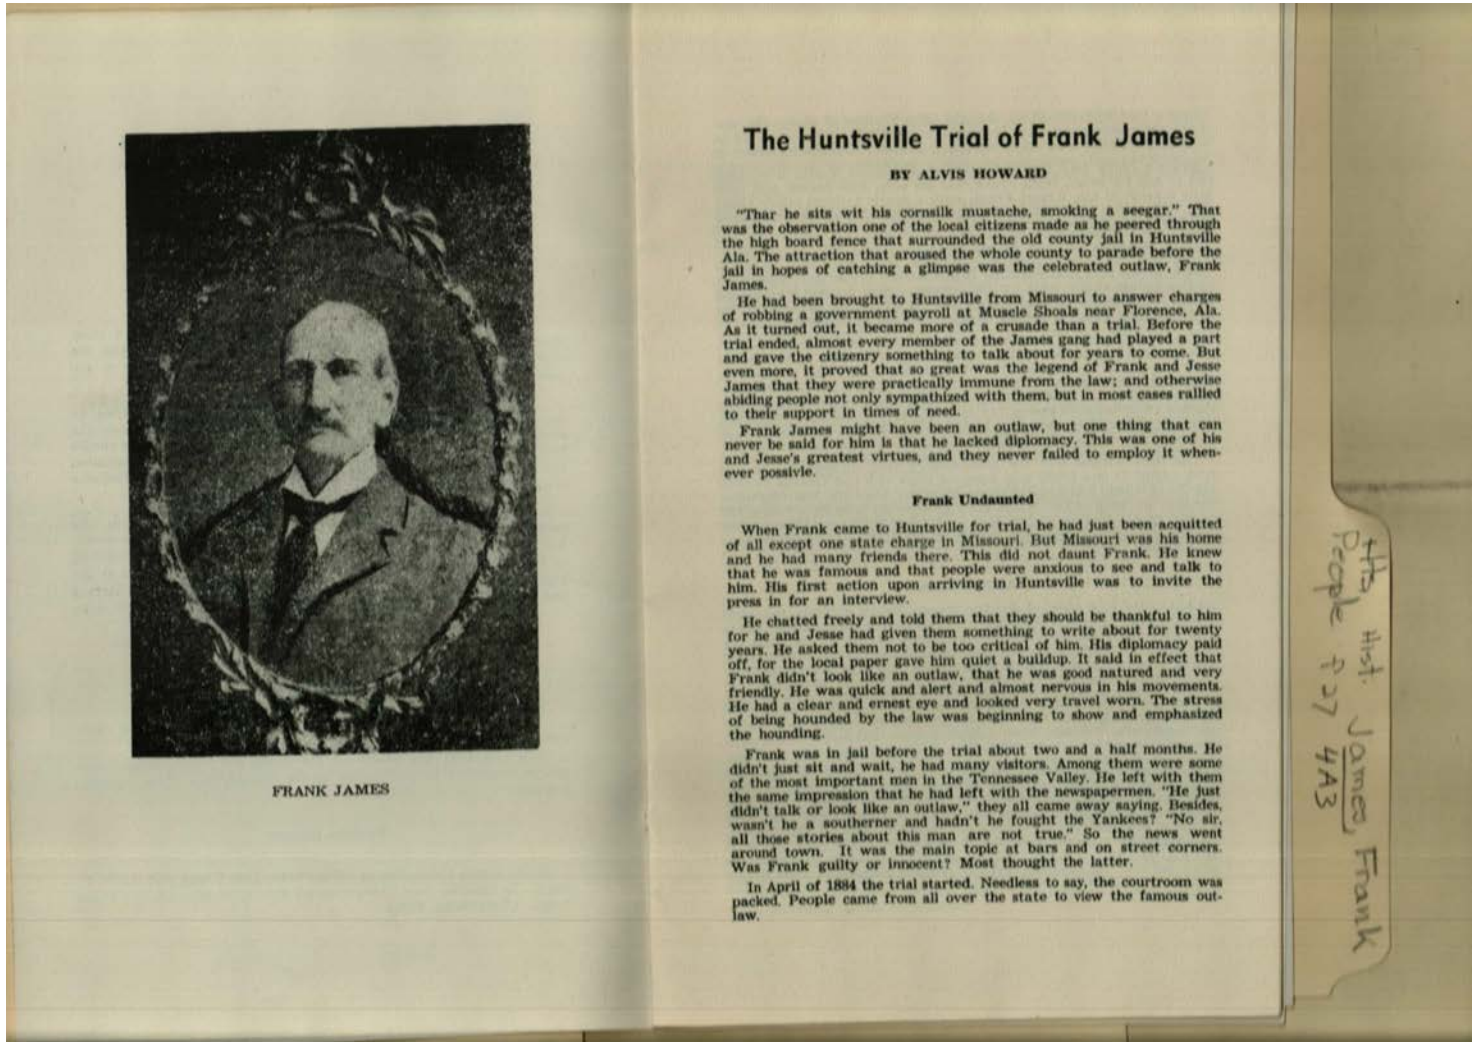 FRANK JAMES
The Huntsville Trial of Frank James
BY ALVIS HOWARD
"Thar he sits wit his cornsilk mustache, smoking a seegar." That
was the observation one of the local citizens made as he peered through
the high board fence that surrounded the old county jail in Huntsville
Ala. The attraction that aroused the whole county to parade before the
jail in hopes of catching a glimpse was the celebrated outlaw, Frank
James.
He had been brought to Huntsville from Missouri to answer charges
of robbing a government payroll at Muscle Shoals near Florence, Ala.
As it turned out, it became more of a crusade than a trial. Before the
trial ended, almost every member of the James gang had played a part
and gave the citizenry something to talk about for years to come. But
even more, it proved that so great was the legend of Frank and Jesse
James that they were practically immune from the law; and otherwise
abiding people not only sympathized with them, but in most cases rallied
to their support in times of need.
Frank James might have been an outlaw, but one thing that can
never be said for him is that he lacked diplomacy. This was one of his
and Jesse's greatest virtues, and they never failed to employ it when-
ever possivle.
Frank Undaunted
When Frank came to Huntsville for trial, he had just been acquitted
of all except one state charge in Missouri. But Missouri was his home
and he had many friends there. This did not daunt Frank. He knew
that he was famous and that people were anxious to see and talk to
him. His first action upon arriving in Huntsville was to invite the
press in for an interview.
He chatted freely and told them that they should be thankful to him
for he and Jesse had given them something to write about for twenty
years. He asked them not to be too critical of him. His diplomacy paid
off, for the local paper gave him quiet a buildup. It said in effect that
Frank didn't look like an outlaw, that he was good natured and very
friendly. He was quick and alert and almost nervous in his movements.
He had a clear and ernest eye and looked very travel worn. The stress
of being hounded by the law was beginning to show and emphasized
the hounding.
Frank was in jail before the trial about two and a half months. He
didn't just sit and wait, he had many visitors. Among them were some
of the most important men in the Tennessee Valley. He left with them
the same impression that he had left with the newspapermen. "He just
didn't talk or look like an outlaw," they all came away saying. Besides,
wasn't he a southerner and hadn't he fought the Yankees? "No sir,
all those stories about this man are not true." So the news went
around town. It was the main topic at bars and on street corners.
Was Frank guilty or innocent? Most thought the latter.
In April of 1884 the trial started. Needless to say, the courtroom was
packed. People came from all over the state to view the famous out-
law.
Hist. James, Frank
People P 27 4A3